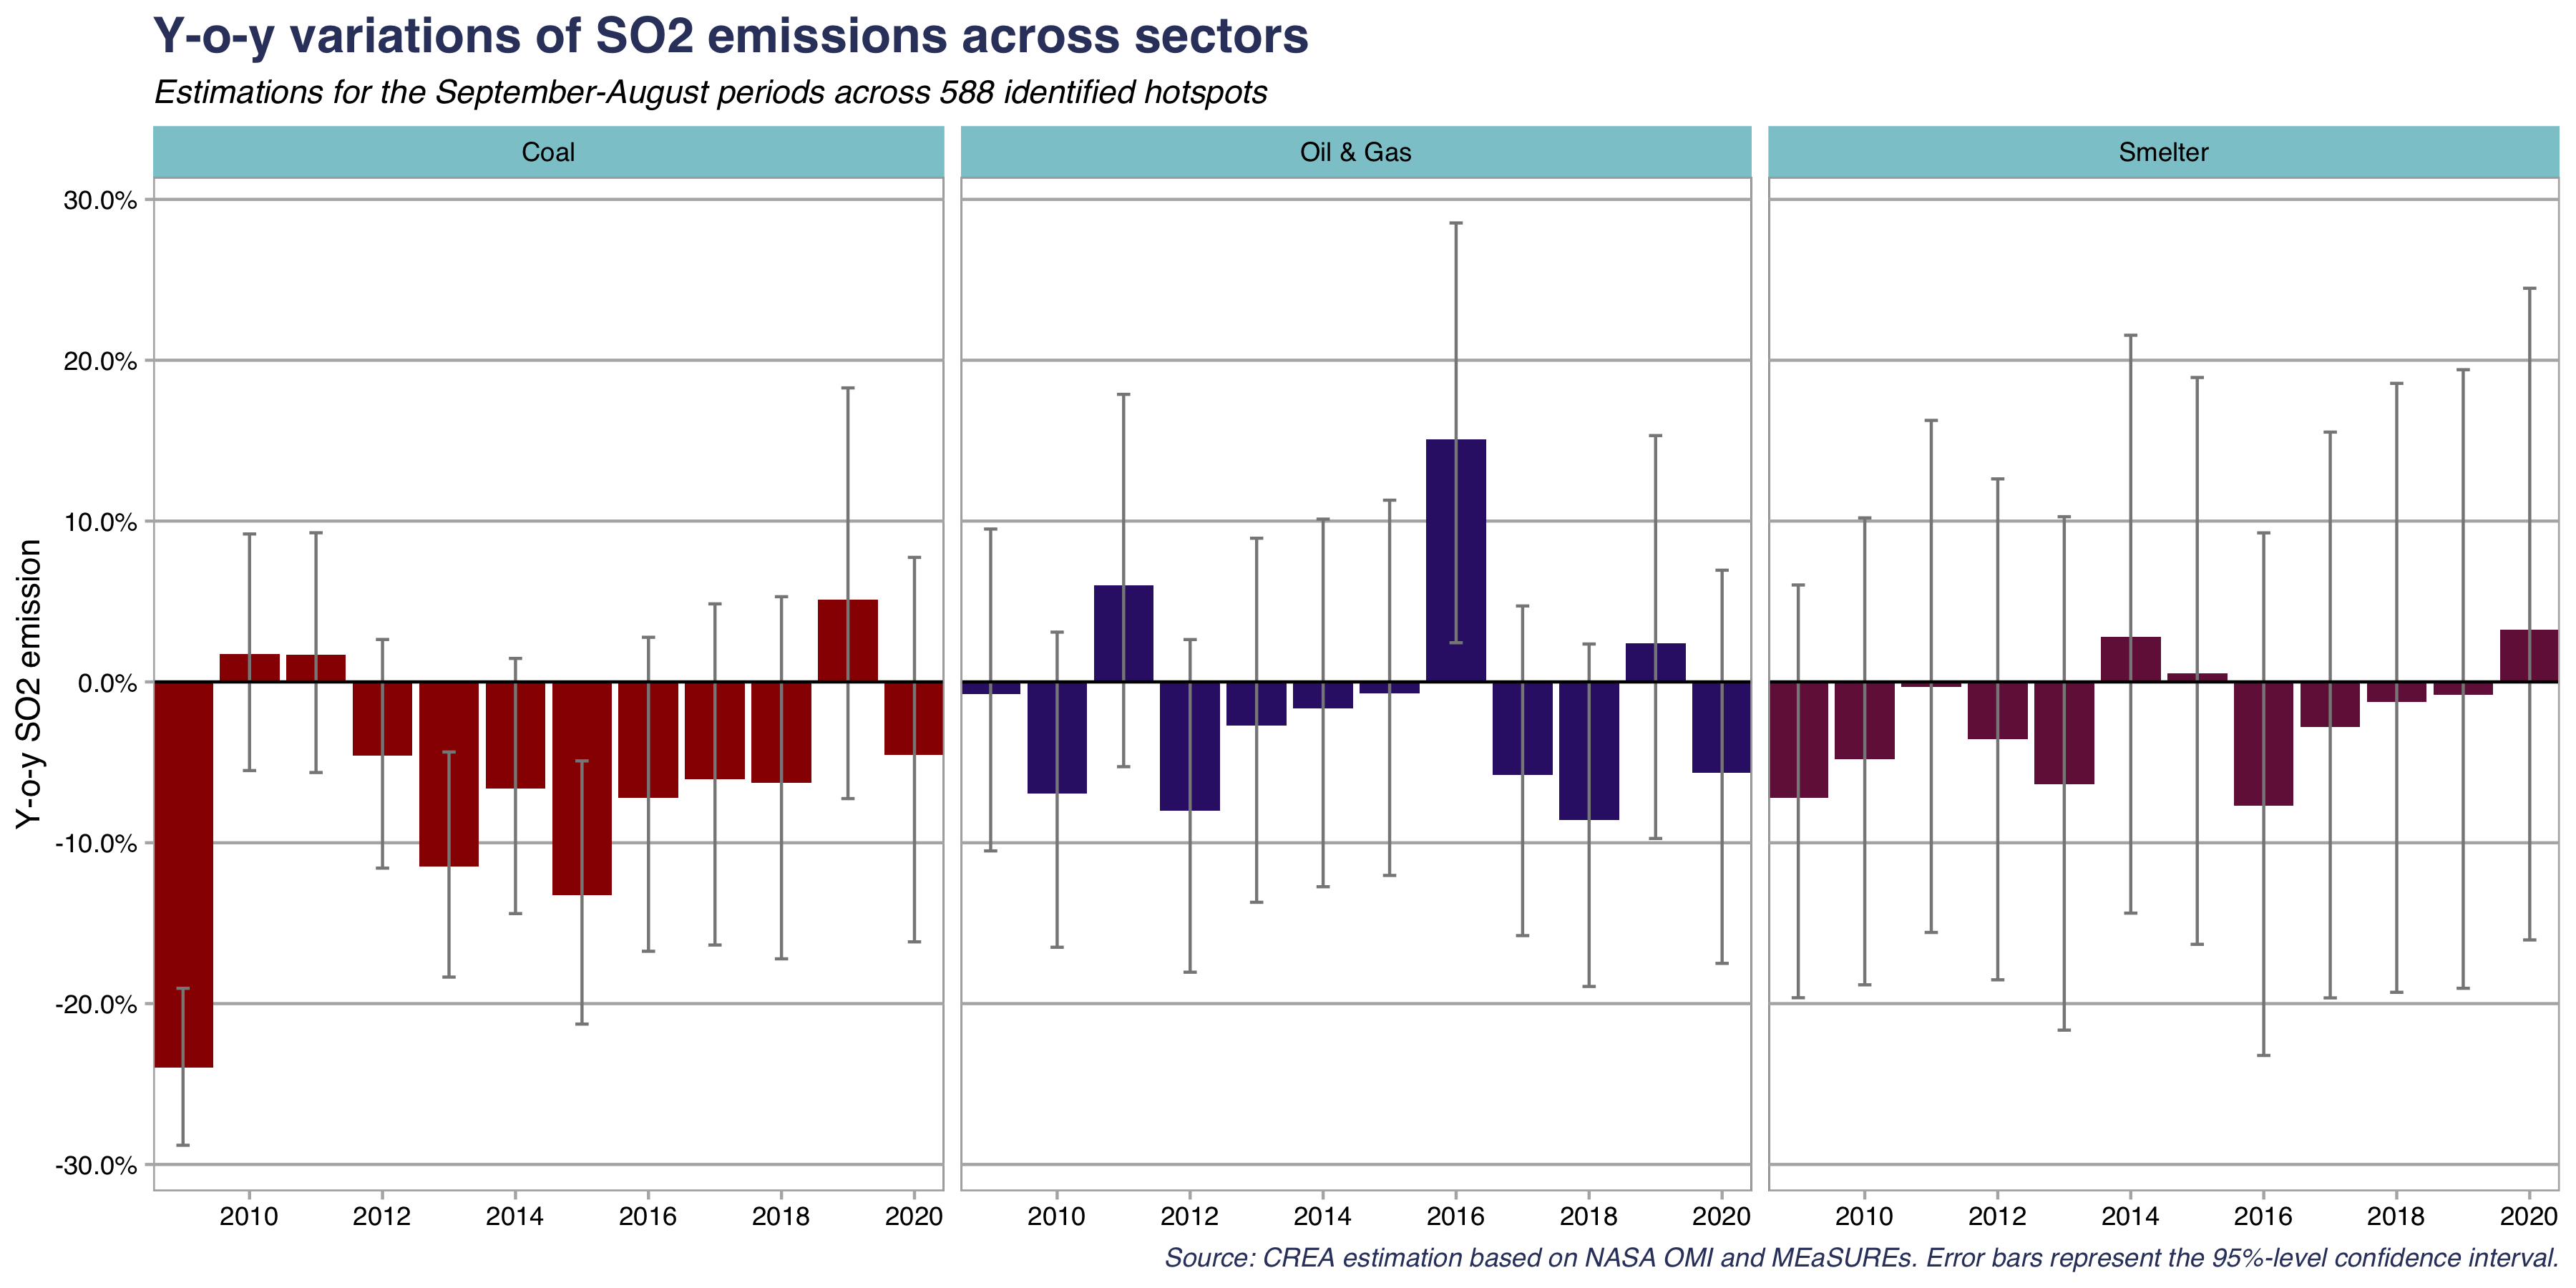 Y-o-y variations of SO2 emissions across sectors
Estimations for the September-August periods across 588 identified hotspots
Coal
Oil & Gas
Smelter
Y-o-y SO2 emission
30.0%
20.0%
10.0%
0.0%
-10.0%
-20.0%
-30.0%
2010 2012 2014 2016 2018 2020
2010 2012 2014 2016 2018 2020
2010 2012 2014 2016 2018 2020
Source: CREA estimation based on NASA OMI and MEaSUREs. Error bars represent the 95%-level confidence interval.